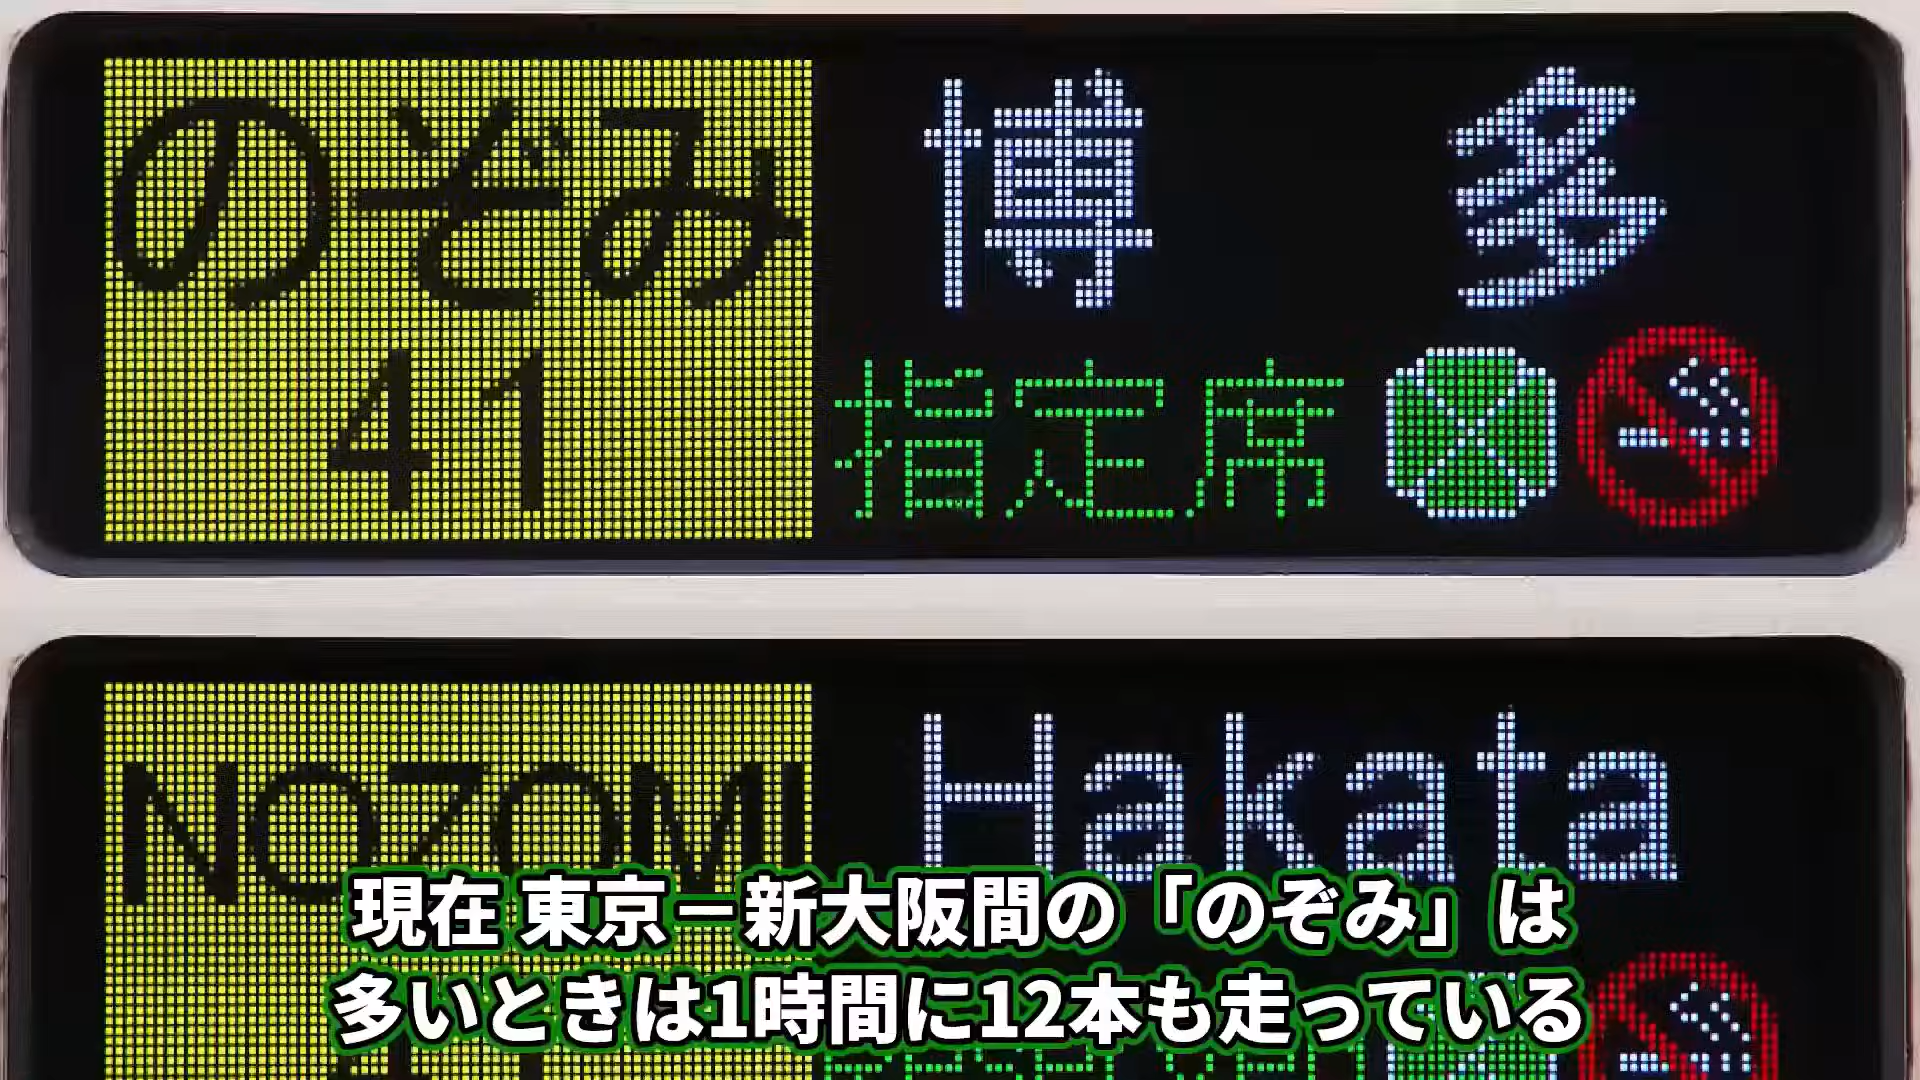 のぞみ 博多
41 指定席
NOZOMI Hakata
現在 東京－新大阪間の「のぞみ」は
多いときは1時間に12本も走っている